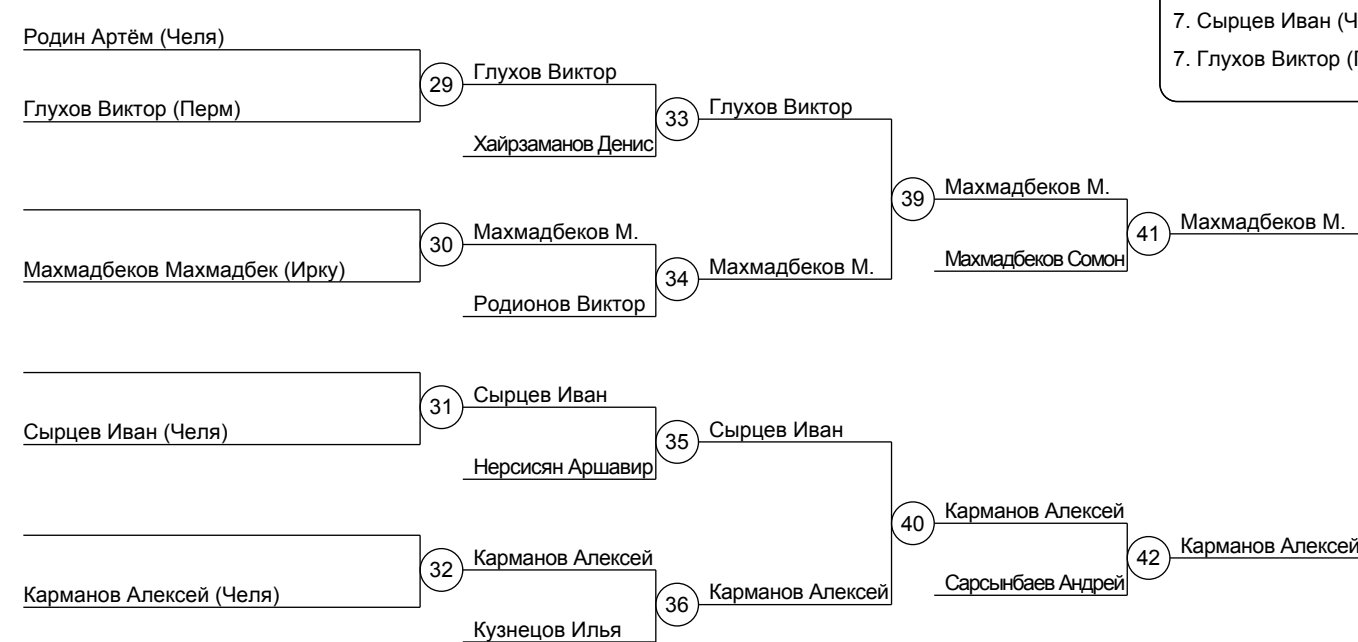 7. Сырцев Иван (Ч
7. Глухов Виктор (
Родин Артём (Челя)
29
Глухов Виктор
Глухов Виктор (Перм)
33
Глухов Виктор
Хайрзаманов Денис
39
Махмадбеков М.
30
Махмадбеков М.
41
Махмадбеков М.
Махмадбеков Махмадбек (Ирку)
34
Махмадбеков М.
Махмадбеков Сомон
Родионов Виктор
31
Сырцев Иван
Сырцев Иван (Челя)
35
Сырцев Иван
Нерсисян Аршавир
40
Карманов Алексей
32
Карманов Алексей
42
Карманов Алексей
Карманов Алексей (Челя)
36
Карманов Алексей
Сарсынбаев Андрей
Кузнецов Илья